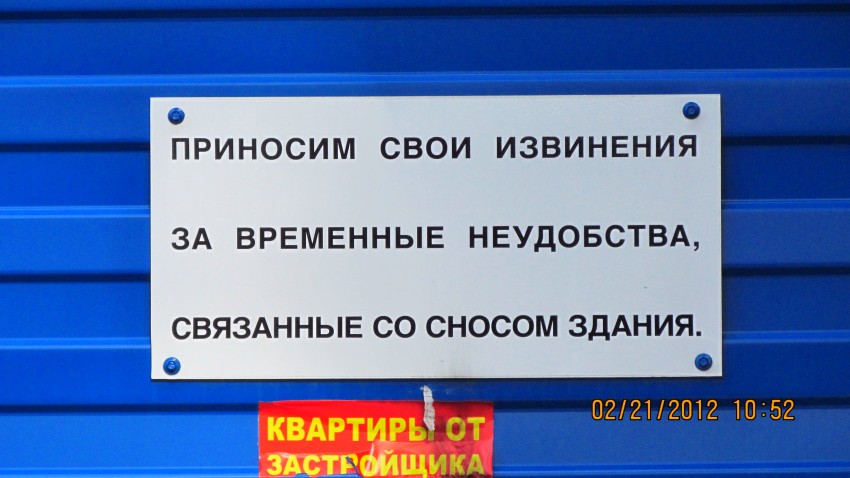 ПРИНОСИМ СВОИ ИЗВИНЕНИЯ
ЗА ВРЕМЕННЫЕ НЕУДОБСТВА,
СВЯЗАННЫЕ СО СНОСОМ ЗДАНИЯ.
КВАРТИРЫ ОТ
ЗАСТРОЙЩИКА
02/21/2012 10:52